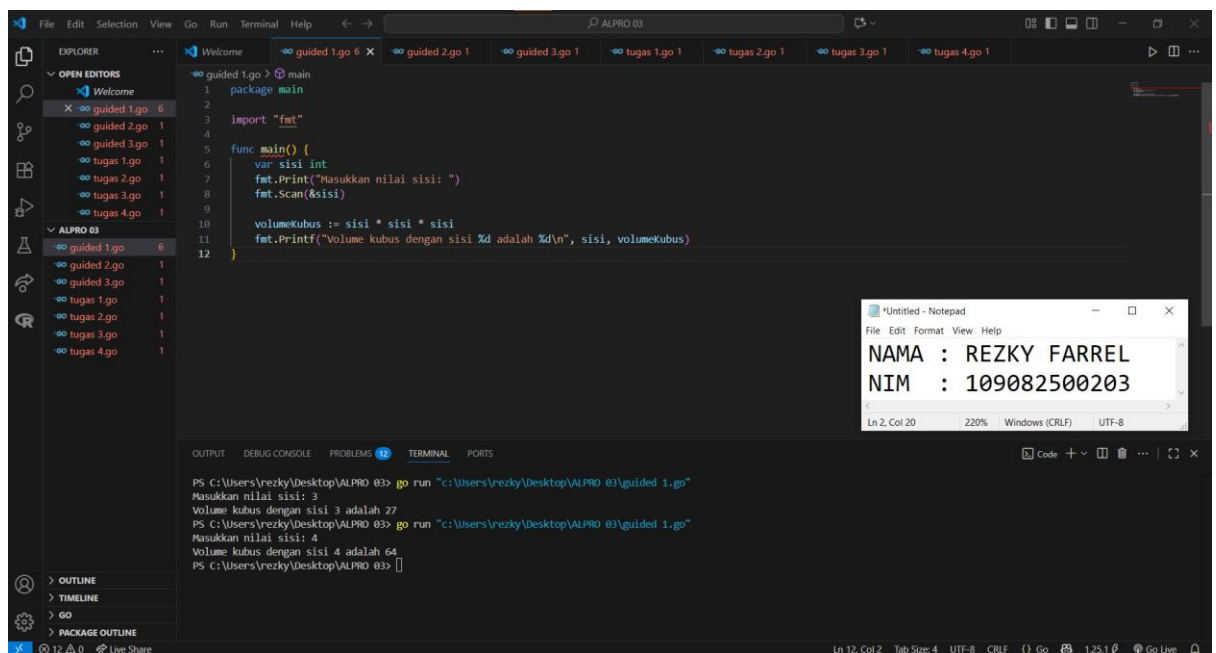 File Edit Selection View Go Run Terminal Help
ALPRO 03
EXPLORER
OPEN EDITORS
Welcome
guided 1.go 6
guided 2.go 1
guided 3.go 1
tugas 1.go 1
tugas 2.go 1
tugas 3.go 1
tugas 4.go 1
ALPRO 03
guided 1.go 6
guided 2.go 1
guided 3.go 1
tugas 1.go 1
tugas 2.go 1
tugas 3.go 1
tugas 4.go 1
OUTLINE
TIMELINE
GO
PACKAGE OUTLINE
Welcome guided 1.go 6 guided 2.go 1 guided 3.go 1 tugas 1.go 1 tugas 2.go 1 tugas 3.go 1 tugas 4.go 1
guided 1.go > main
1 package main
2
3 import "fmt"
4
5 func main() {
6 var sisi int
7 fmt.Print("Masukkan nilai sisi: ")
8 fmt.Scan(&sisi)
9
10 volumeKubus := sisi * sisi * sisi
11 fmt.Printf("Volume kubus dengan sisi %d adalah %d\n", sisi, volumeKubus)
12 }
*Untitled - Notepad
File Edit Format View Help
NAMA : REZKY FARREL
NIM : 109082500203
Ln 2, Col 20 220% Windows (CRLF) UTF-8
OUTPUT DEBUG CONSOLE PROBLEMS 12 TERMINAL PORTS
Code
PS C:\Users\rezky\Desktop\ALPRO 03> go run "c:\Users\rezky\Desktop\ALPRO 03\guided 1.go"
Masukkan nilai sisi: 3
Volume kubus dengan sisi 3 adalah 27
PS C:\Users\rezky\Desktop\ALPRO 03> go run "c:\Users\rezky\Desktop\ALPRO 03\guided 1.go"
Masukkan nilai sisi: 4
Volume kubus dengan sisi 4 adalah 64
PS C:\Users\rezky\Desktop\ALPRO 03>
12 0 Live Share Ln 12, Col 2 Tab Size: 4 UTF-8 CRLF {} Go 1.25.1 Go Live